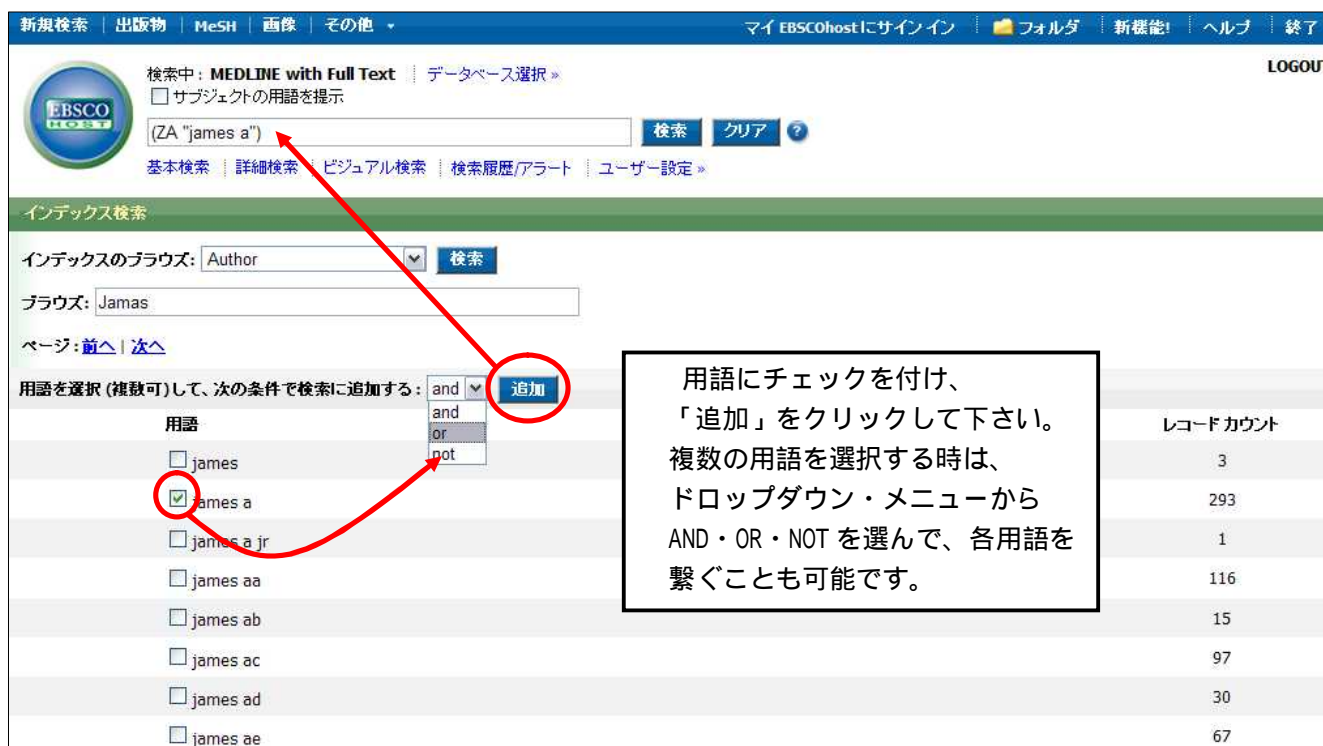 新規検索 | 出版物 | MeSH | 画像 | その他 マイ EBSCOhostにサイン イン フォルダ 新機能! ヘルプ 終了
LOGOUT
検索中 : MEDLINE with Full Text データベース選択 »
サブジェクトの用語を提示
EBSCO
HOST
(ZA "james a") 検索 クリア ?
基本検索 詳細検索 ビジュアル検索 検索履歴/アラート ユーザー設定 »
インデックス検索
インデックスのブラウズ: Author 検索
ブラウズ: Jamas
ページ : 前へ | 次へ
用語を選択 (複数可)して、次の条件で検索に追加する : and 追加
and
or
not
用語 レコード カウント
james 3
james a 293
james a jr 1
james aa 116
james ab 15
james ac 97
james ad 30
james ae 67
用語にチェックを付け、
「追加」をクリックして下さい。
複数の用語を選択する時は、
ドロップダウン・メニューから
AND・OR・NOT を選んで、各用語を
繋ぐことも可能です。